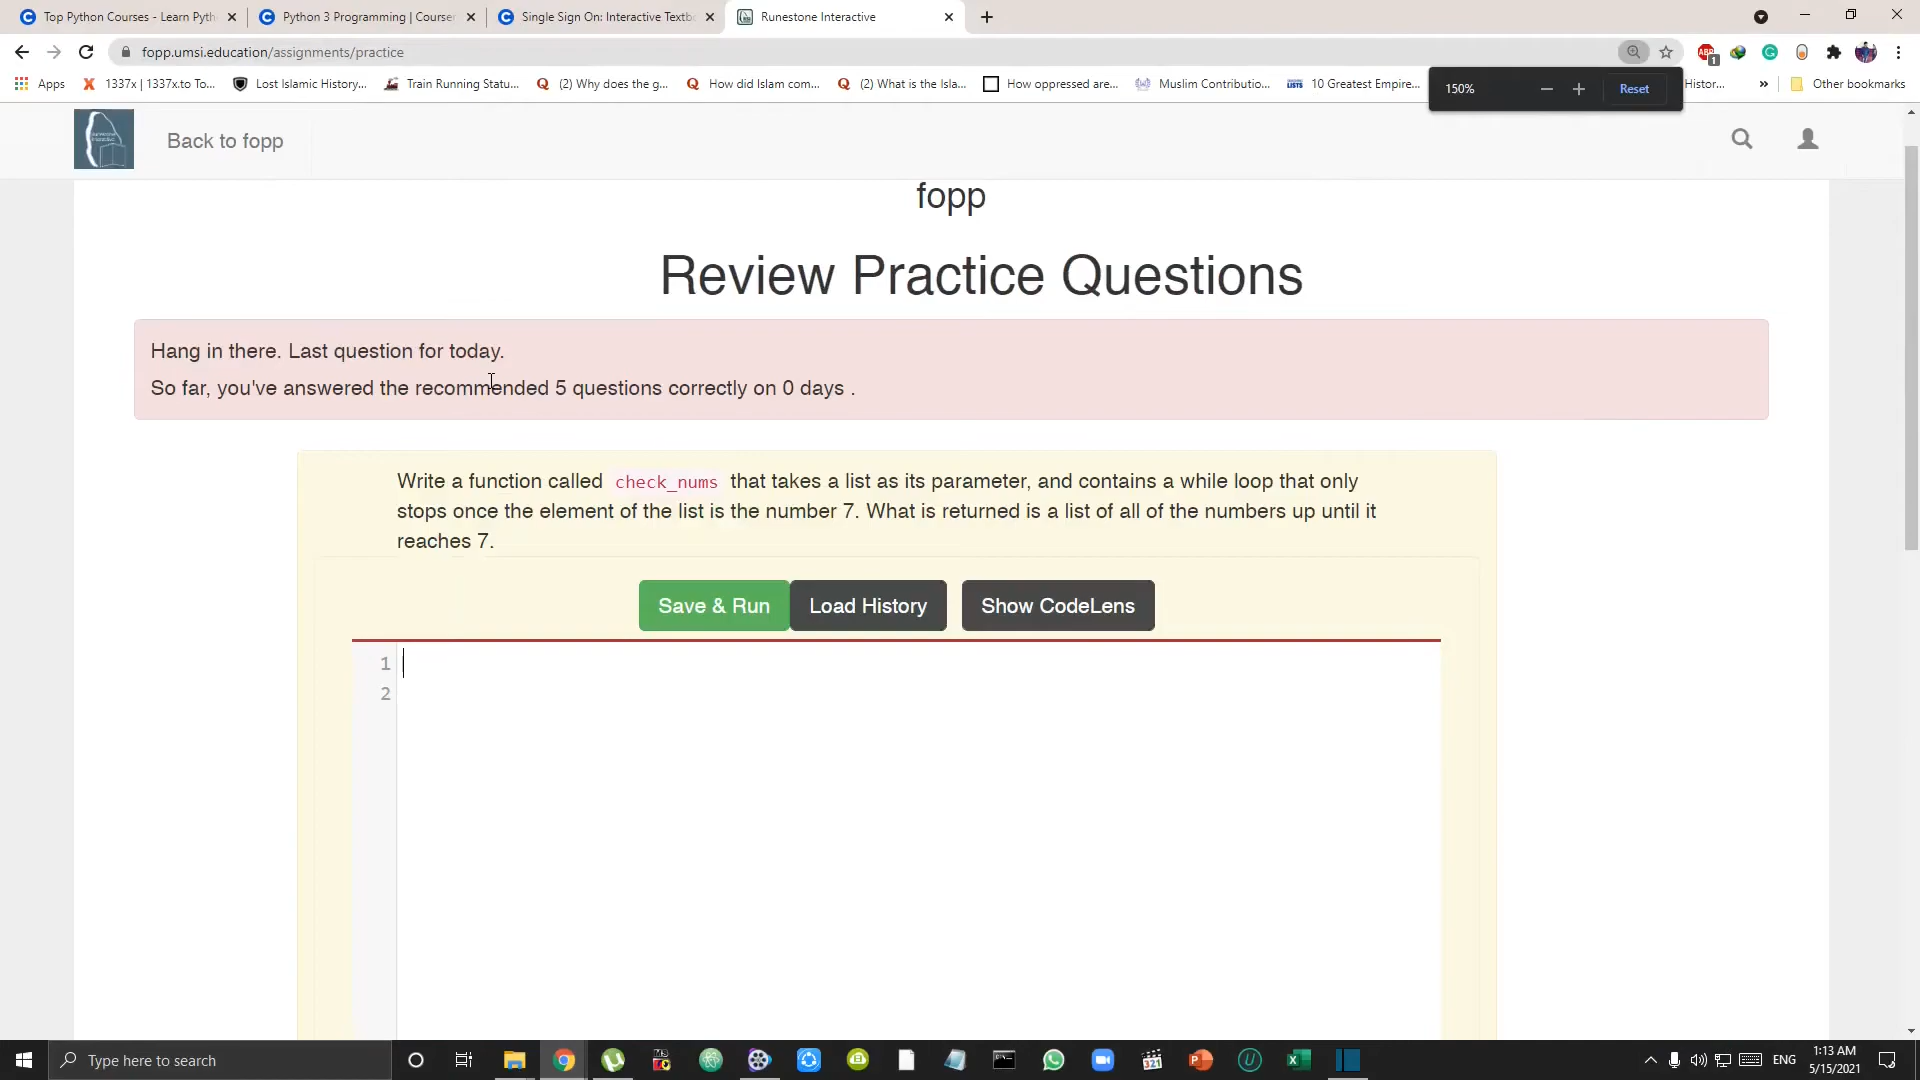 Top Python Courses - Learn Pyth
Python 3 Programming | Courser
Single Sign On: Interactive Textbo
Runestone Interactive
fopp.umsi.education/assignments/practice
Apps
1337x | 1337x.to To...
Lost Islamic History...
Train Running Statu...
(2) Why does the g...
How did Islam com...
(2) What is the Isla...
How oppressed are...
Muslim Contributio...
10 Greatest Empire...
Histor...
»
Other bookmarks
150%
Reset
Back to fopp
fopp
Review Practice Questions
Hang in there. Last question for today.
So far, you've answered the recommended 5 questions correctly on 0 days .
Write a function called check_nums that takes a list as its parameter, and contains a while loop that only
stops once the element of the list is the number 7. What is returned is a list of all of the numbers up until it
reaches 7.
Save & Run
Load History
Show CodeLens
1
2
Type here to search
ENG
1:13 AM
5/15/2021